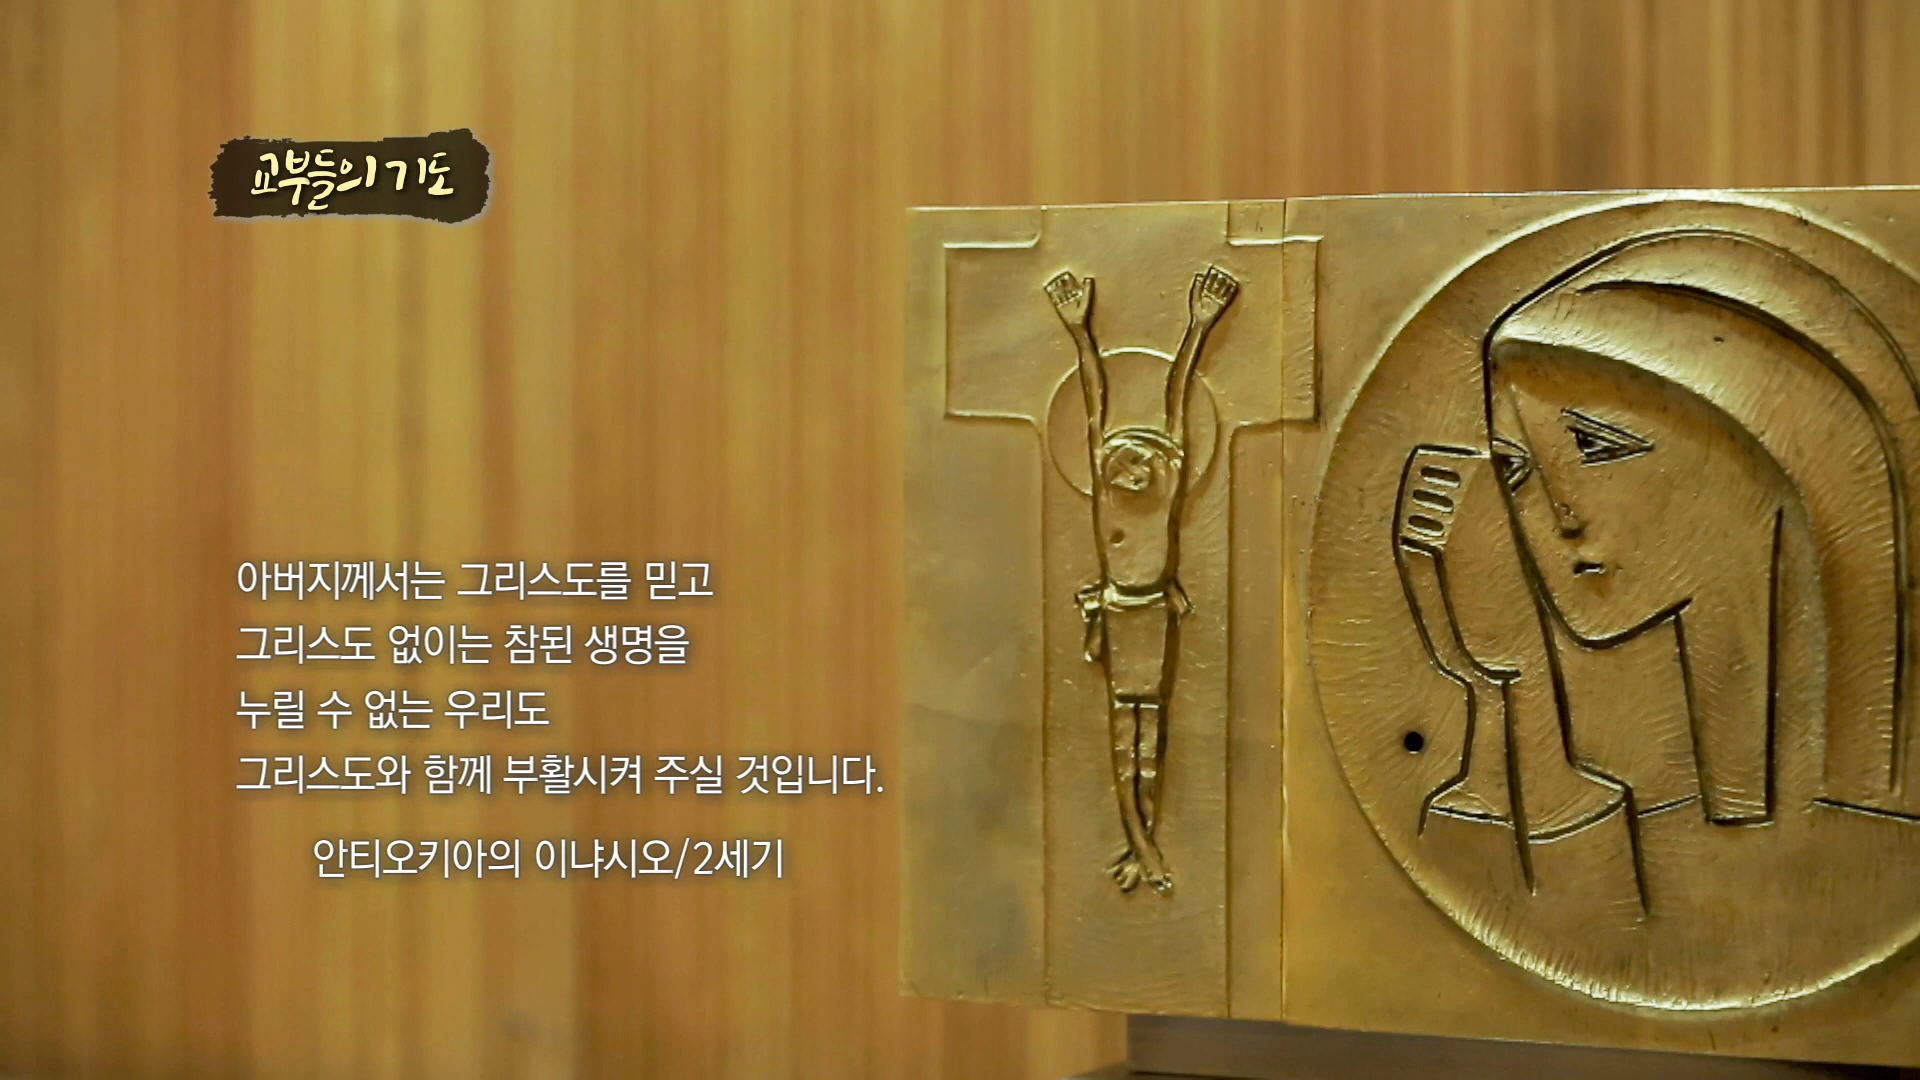 교부들의 기도
아버지께서는 그리스도를 믿고
그리스도 없이는 참된 생명을
누릴 수 없는 우리도
그리스도와 함께 부활시켜 주실 것입니다.
안티오키아의 이냐시오/2세기